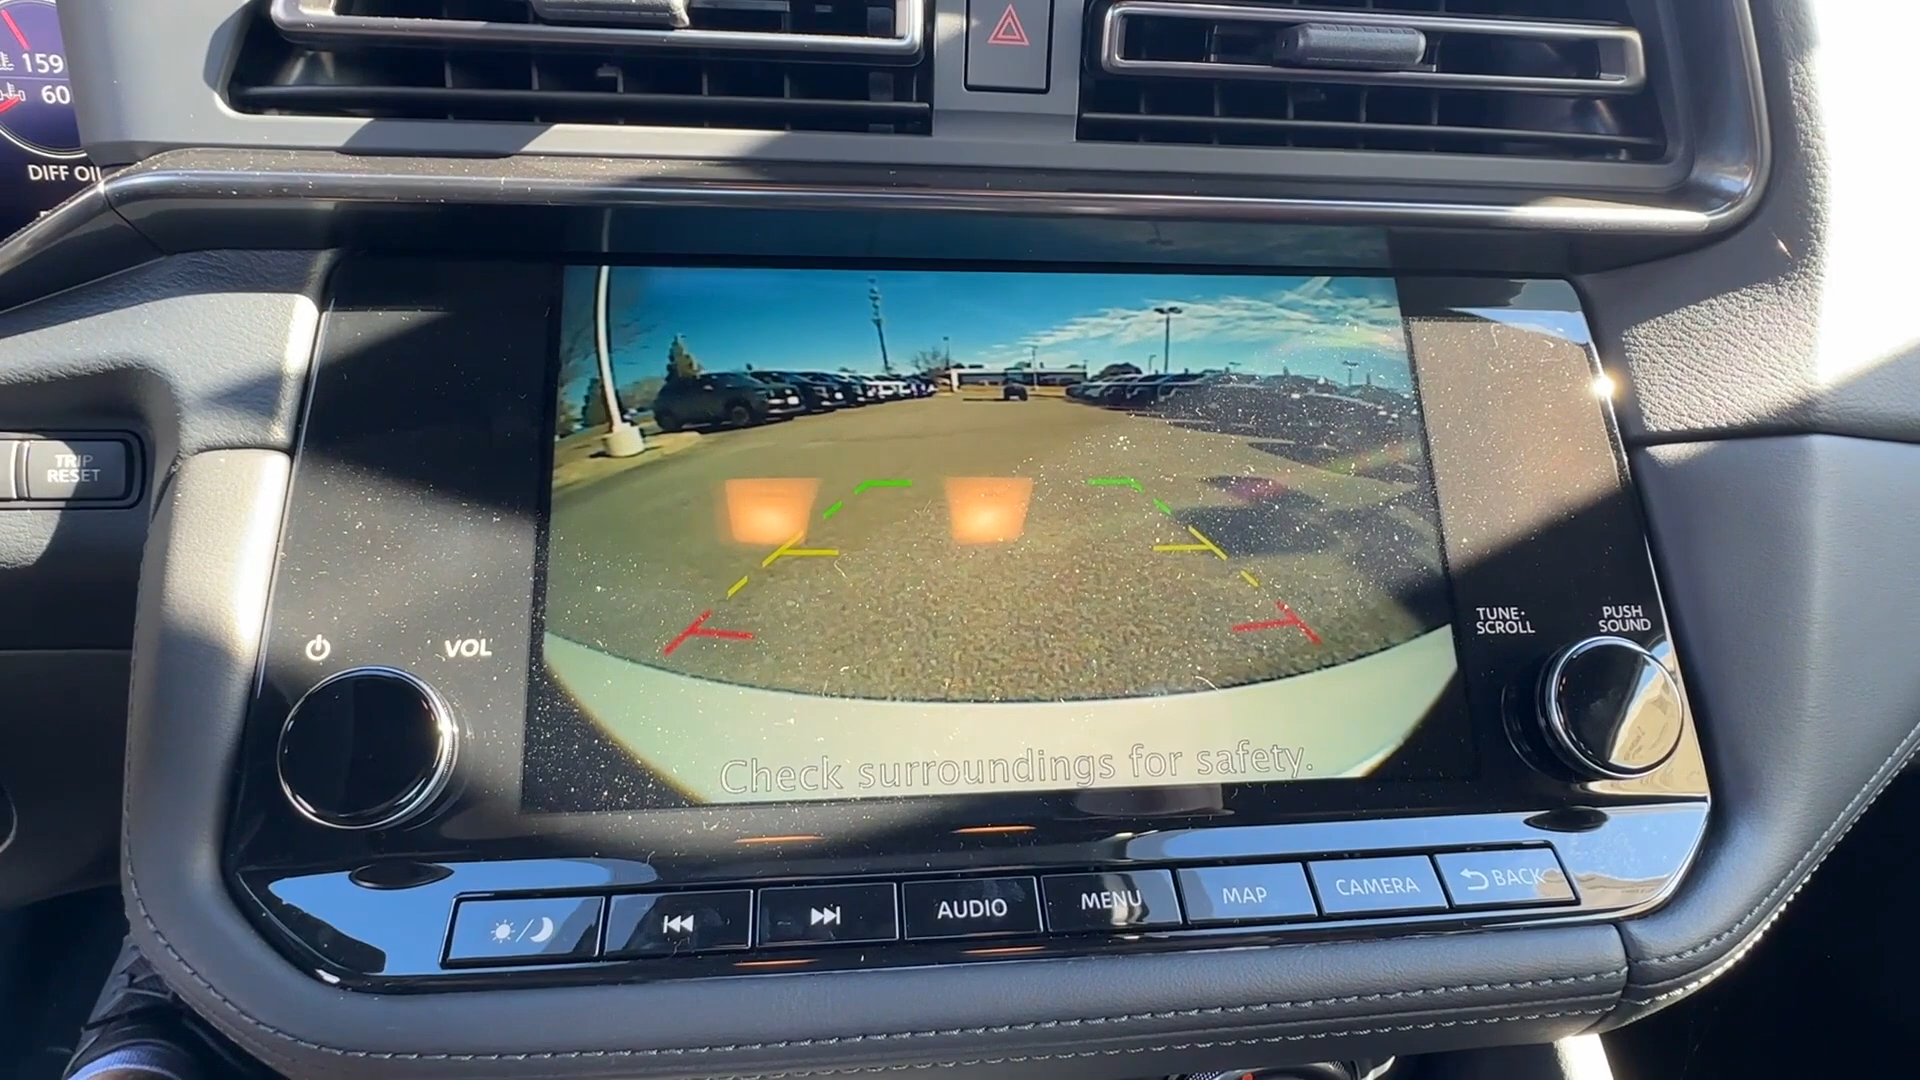 159
60
DIFF OIL
TRIP
RESET
VOL
TUNE·
SCROLL
PUSH
SOUND
Check surroundings for safety.
AUDIO
MENU
MAP
CAMERA
BACK